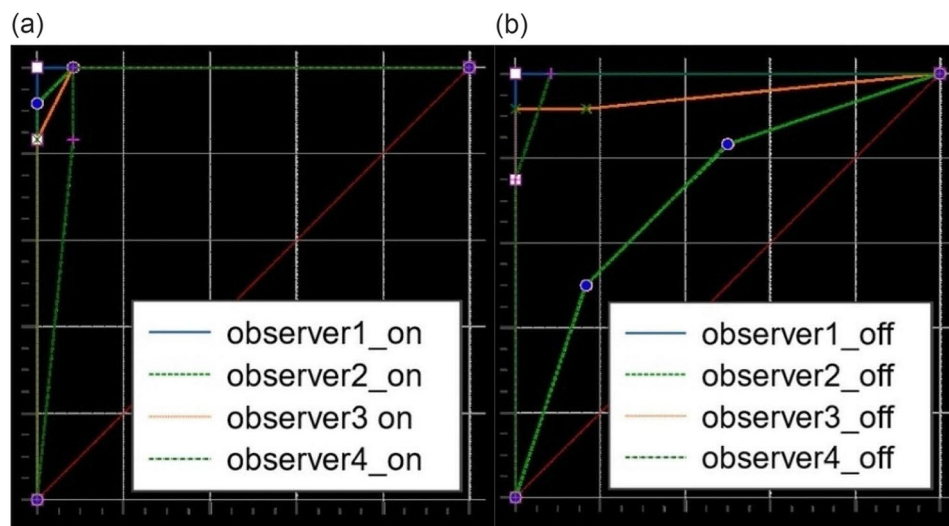 (a)
(b)
observer1_on
observer2_on
observer3 on
observer4_on
observer1_off
observer2_off
observer3_off
observer4_off